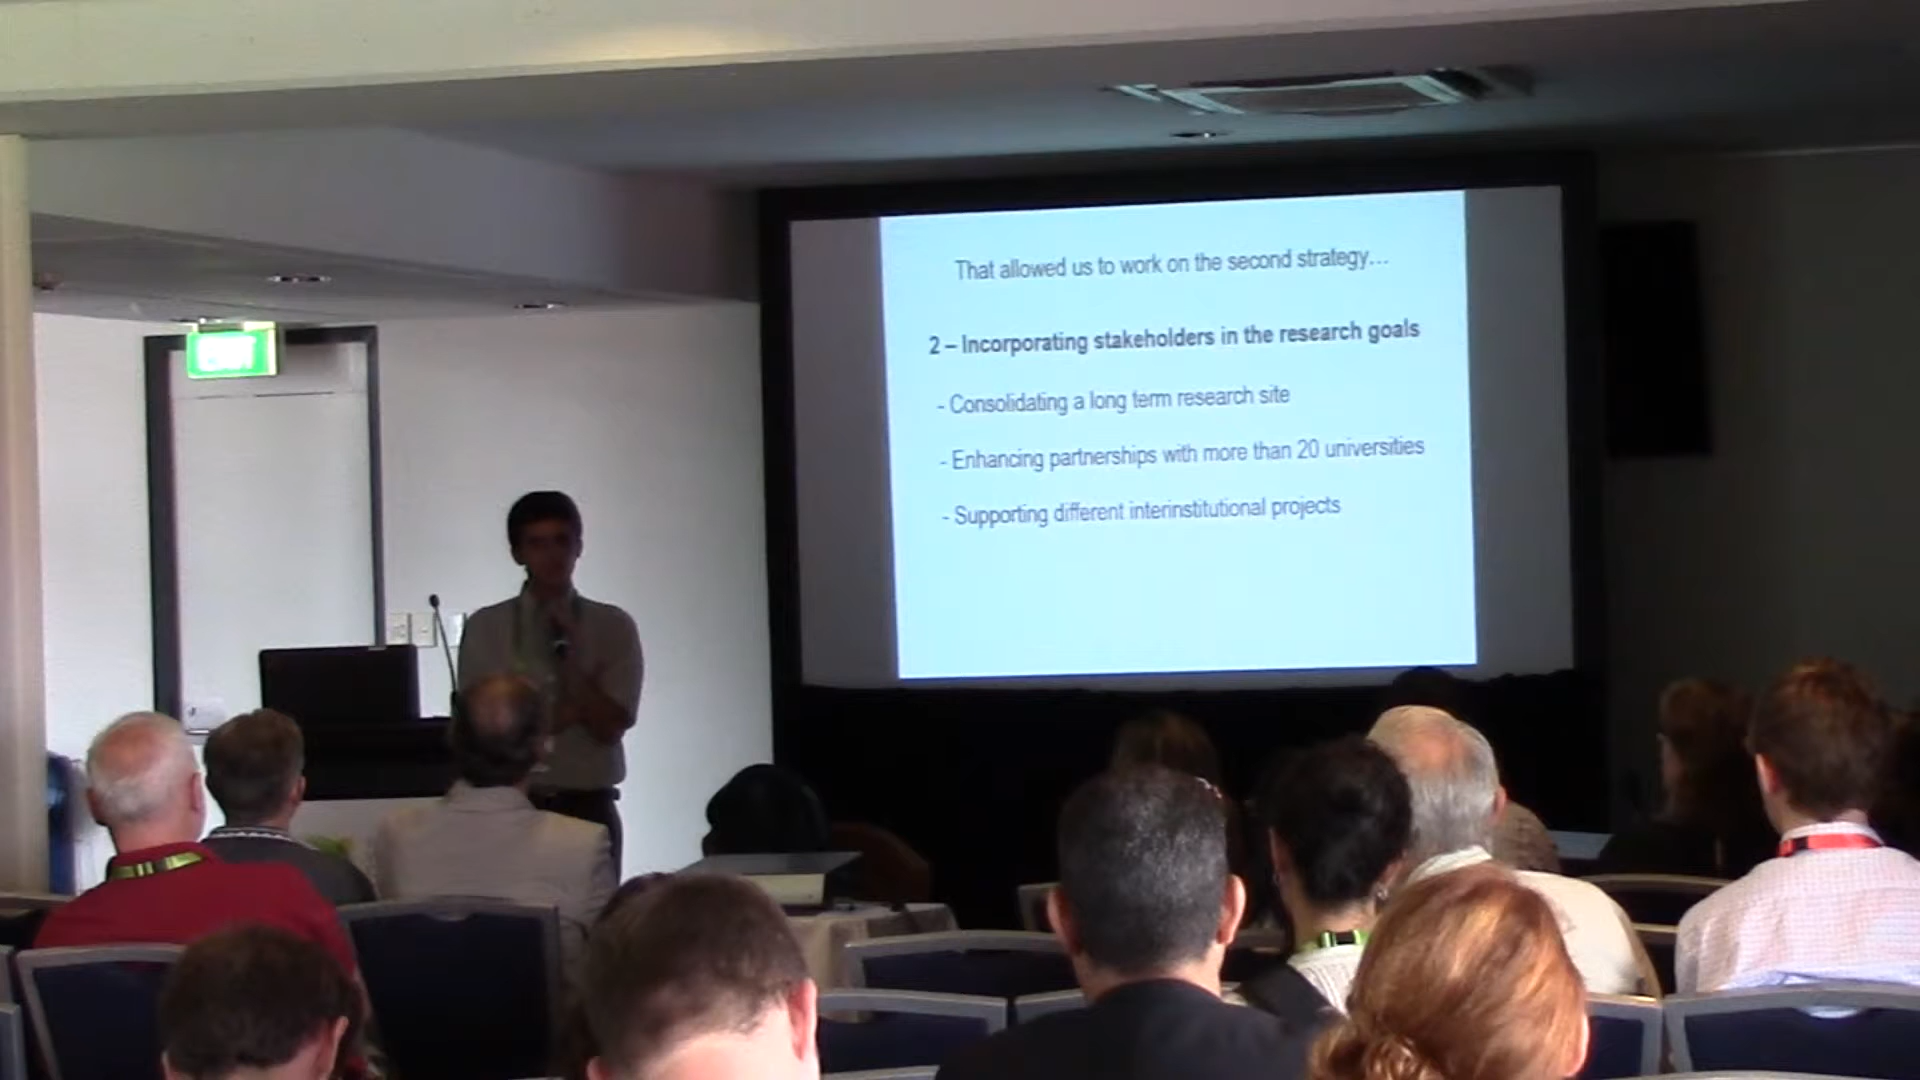 EXIT
That allowed us to work on the second strategy…
2 – Incorporating stakeholders in the research goals
- Consolidating a long term research site
- Enhancing partnerships with more than 20 universities
- Supporting different interinstitutional projects